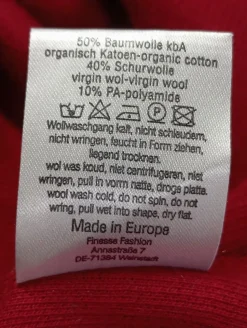 50% Baumwolle kbA
organisch Katoen-organic cotton
40% Schurwolle
virgin wol-virgin wool
10% PA-polyamide
Wollwaschgang kalt, nicht schleudern,
nicht wringen, feucht in Form ziehen,
liegend trocknen.
wol was koud, niet centrifugeren, niet
wringen, pull in vorm natte, droge platte.
wool wash cold, do not spin, do not
wring, pull wet into shape, dry flat.
Made in Europe
Finesse Fashion
Annastraße 7
DE-71384 Weinstadt